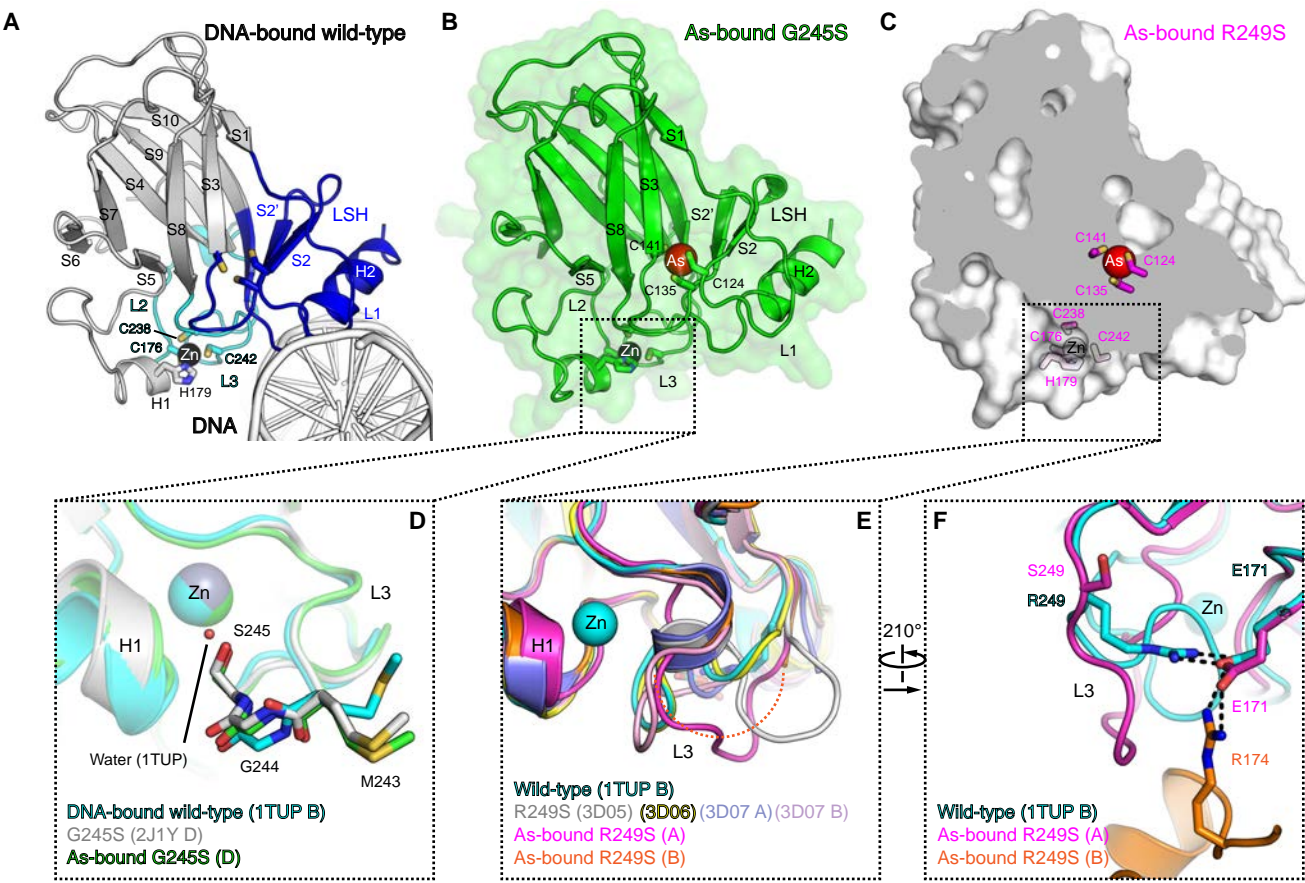 A
DNA-bound wild-type
S10
S1
S9
S4
S3
S7
S8
S2'
LSH
S6
S5
S2
H2
L2
C238
C176
Zn
C242
L1
H179
L3
H1
DNA
B
As-bound G245S
S1
S3
S2'
LSH
S8
C141
S2
As
H2
S5
C135
C124
L2
Zn
L1
L3
C
As-bound R249S
C141
As
C124
C135
C238
C176
C242
Zn
H179
D
Zn
L3
S245
H1
Water (1TUP)
G244
M243
DNA-bound wild-type (1TUP B)
G245S (2J1Y D)
As-bound G245S (D)
E
Zn
H1
L3
Wild-type (1TUP B)
R249S (3D05) (3D06) (3D07 A) (3D07 B)
As-bound R249S (A)
As-bound R249S (B)
210°
F
S249
E171
R249
Zn
L3
E171
R174
Wild-type (1TUP B)
As-bound R249S (A)
As-bound R249S (B)